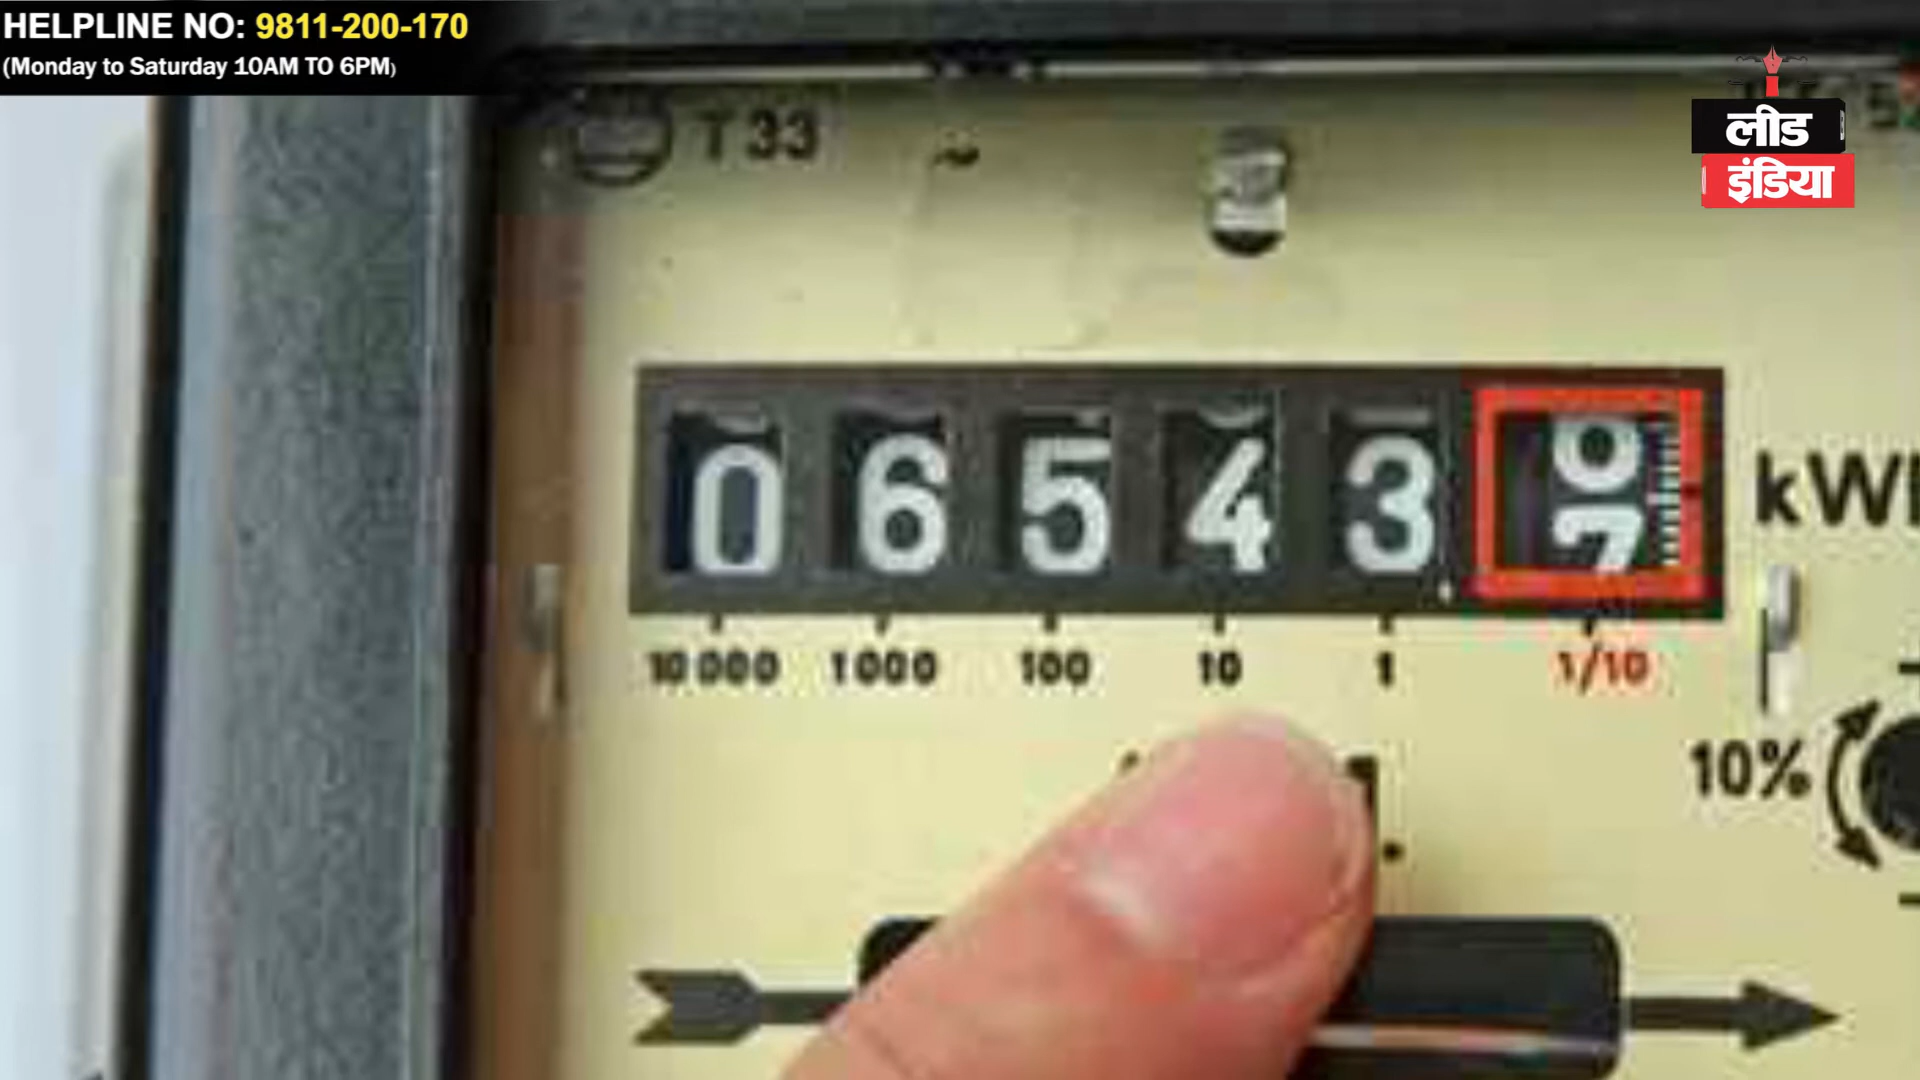 HELPLINE NO: 9811-200-170
(Monday to Saturday 10AM TO 6PM)
लीड
इंडिया
T 33
0 6 5 4 3
kWh
10 000 1 000 100 10 1 1/10
10%